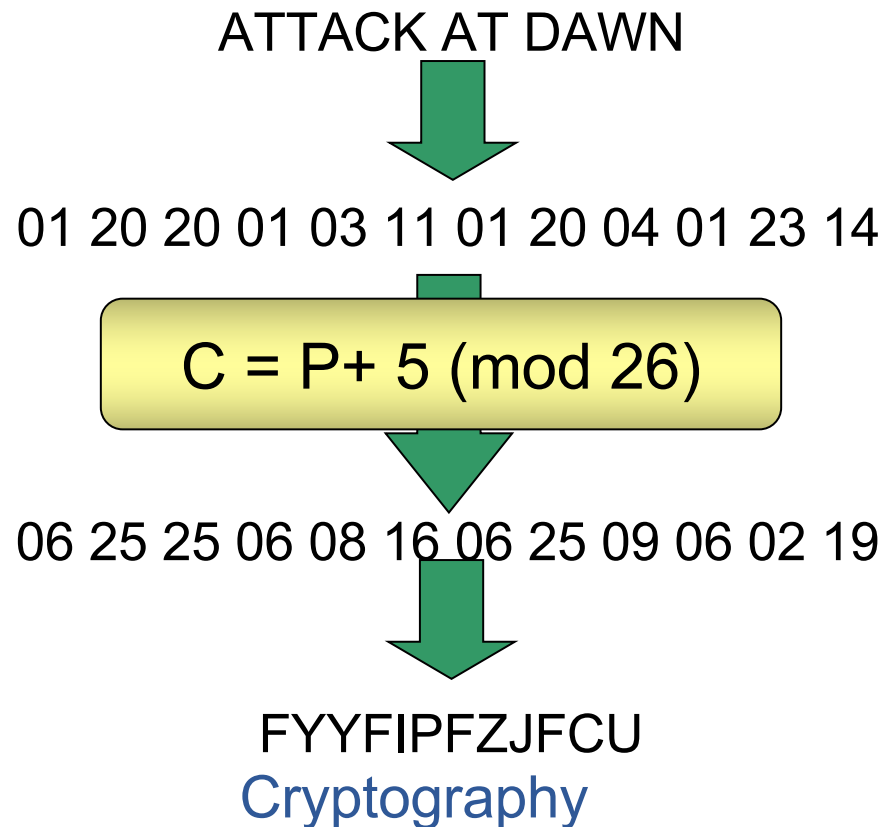 ATTACK AT DAWN
01 20 20 01 03 11 01 20 04 01 23 14
C = P+ 5 (mod 26)
06 25 25 06 08 16 06 25 09 06 02 19
FYYFIPFZJFCU
Cryptography